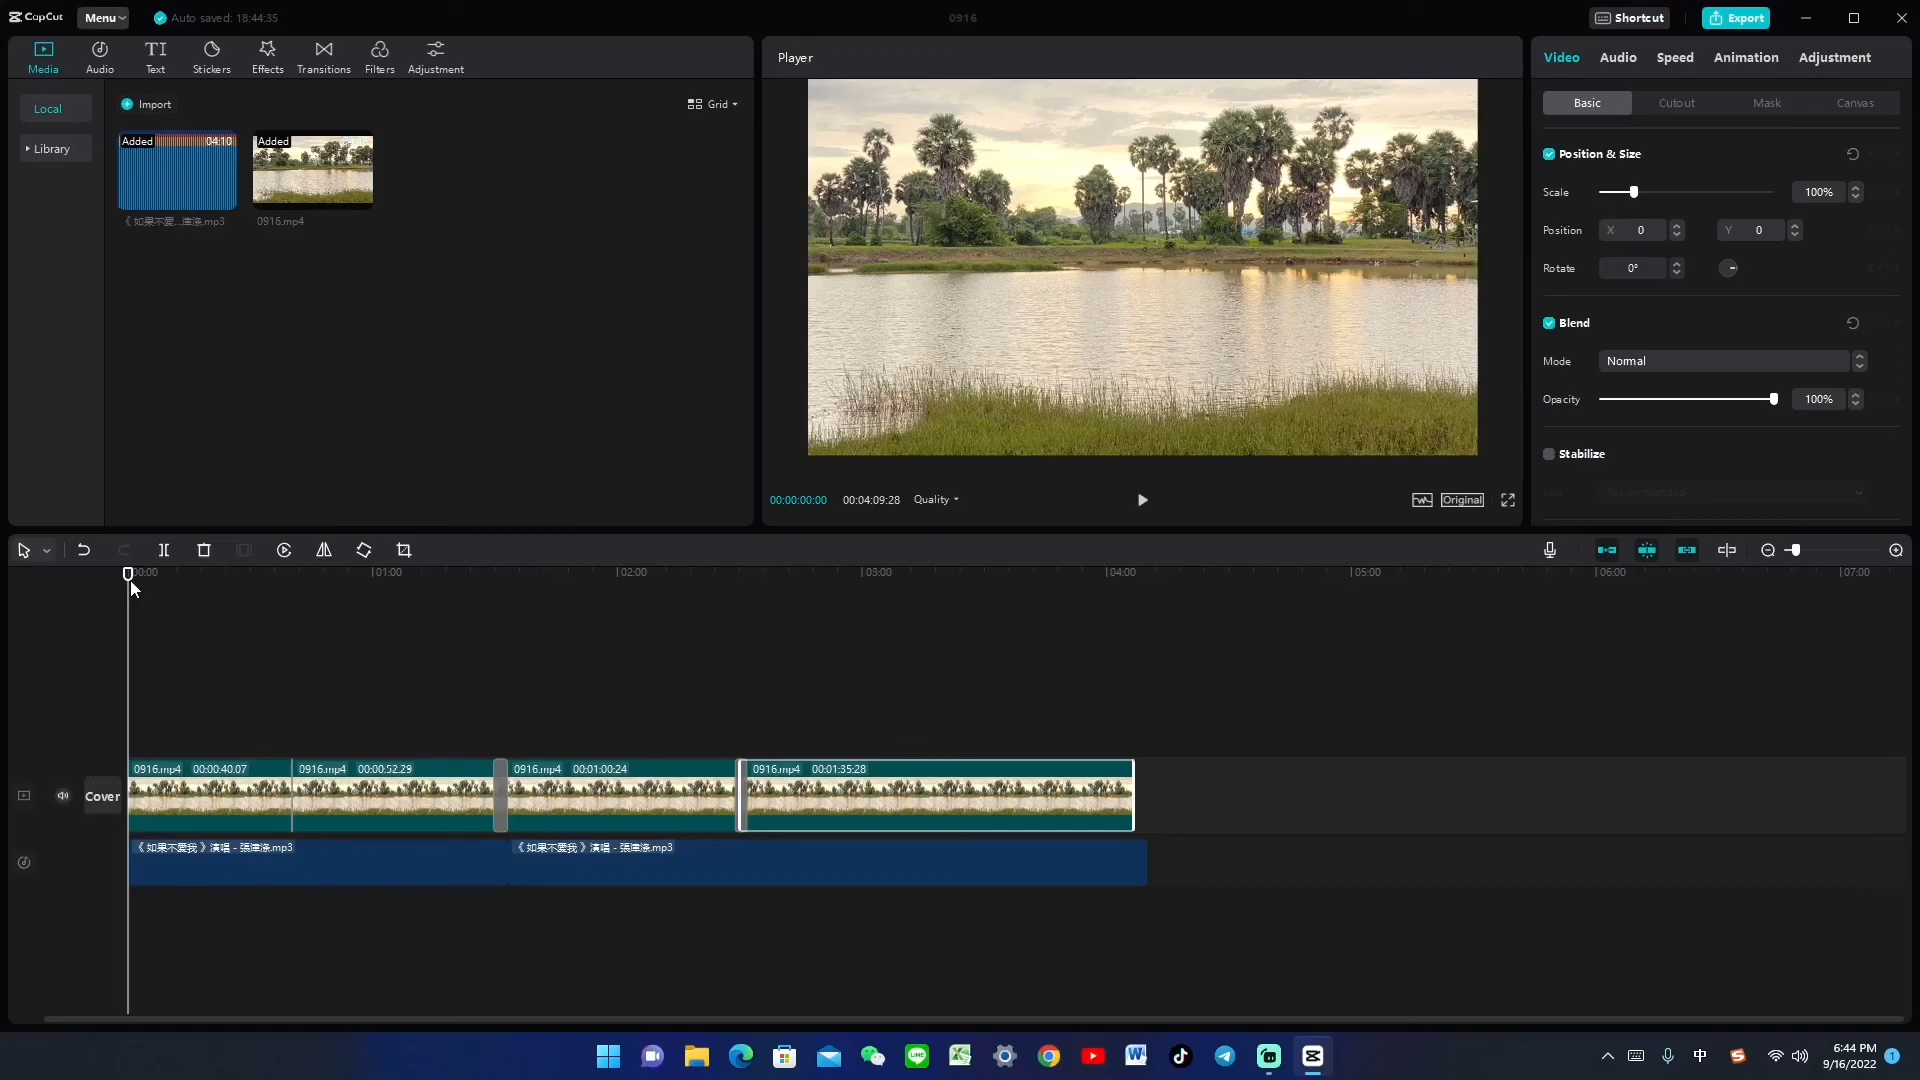 CapCut
Menu
Auto saved: 18:44:35
0916
Shortcut
Export
Media
Audio
Text
Stickers
Effects
Transitions
Filters
Adjustment
Player
Video
Audio
Speed
Animation
Adjustment
Local
Library
Import
Grid
Added
04:10
Added
0916.mp4
Basic
Cutout
Mask
Canvas
Position & Size
Scale
100%
Position
X
0
Y
0
Rotate
0°
Blend
Mode
Normal
Opacity
100%
Stabilize
Recommended
00:00:00:00
00:04:09:28
Quality
Original
00:00
01:00
02:00
03:00
04:00
05:00
06:00
07:00
Cover
0916.mp4 00:00:40:07
0916.mp4 00:00:52:29
0916.mp4 00:01:00:24
0916.mp4 00:01:35:28
中
6:44 PM
9/16/2022
1